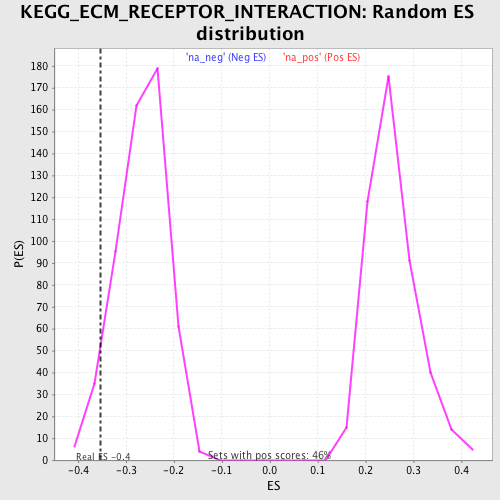 KEGG_ECM_RECEPTOR_INTERACTION: Random ES
distribution
'na_neg' (Neg ES) 'na_pos' (Pos ES)
180
170
160
150
140
130
120
110
100
90
80
70
60
50
40
30
20
10
0
P(ES)
Real ES -0.4
Sets with pos scores: 46%
-0.4 -0.3 -0.2 -0.1 0.0 0.1 0.2 0.3 0.4
ES